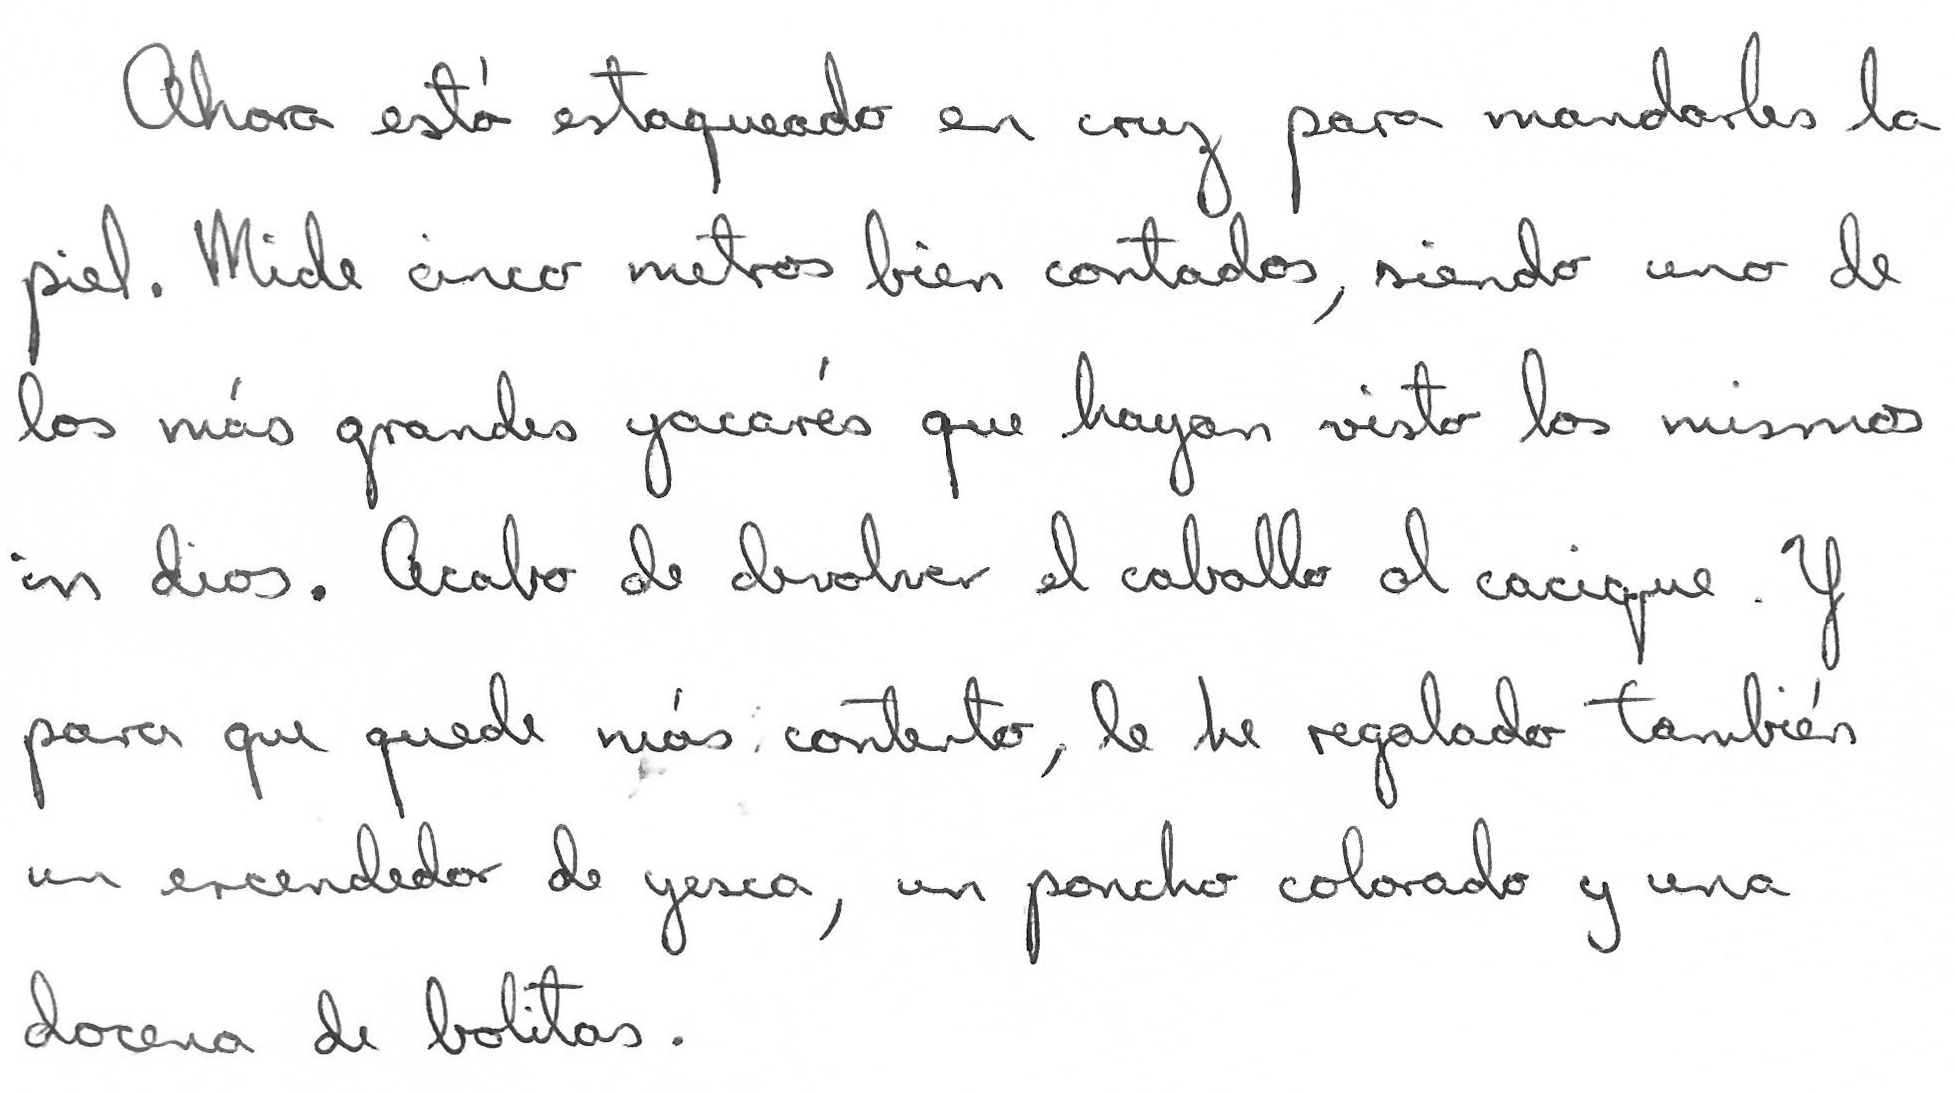 Ahora está estaqueado en cruz para mandarles la
piel. Mide cinco metros bien contados, siendo uno de
los más grandes yacarés que hayan visto los mismos
in dios. Acabo de devolver el caballo al cacique. Y
para que quede más contento, le he regalado también
un encendedor de yesca, un poncho colorado y una
docena de bolitas.